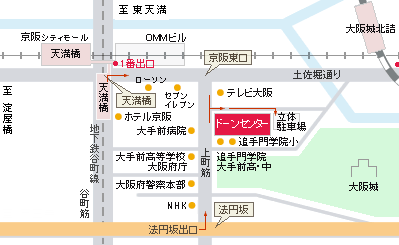 至 東天満
京阪シティモール
天満橋
OMMビル
大阪城北詰
1番出口
京阪東口
土佐堀通り
至 淀屋橋
天満橋
天満橋
ローソン
セブン
イレブン
テレビ大阪
ホテル京阪
大手前病院
ドーンセンター
立体
駐車場
追手門学院小
地下鉄谷町線
谷町筋
上町筋
大手前高等学校
大阪府庁
追手門学院
大手前高・中
大阪府警察本部
大阪城
NHK
法円坂
法円坂出口